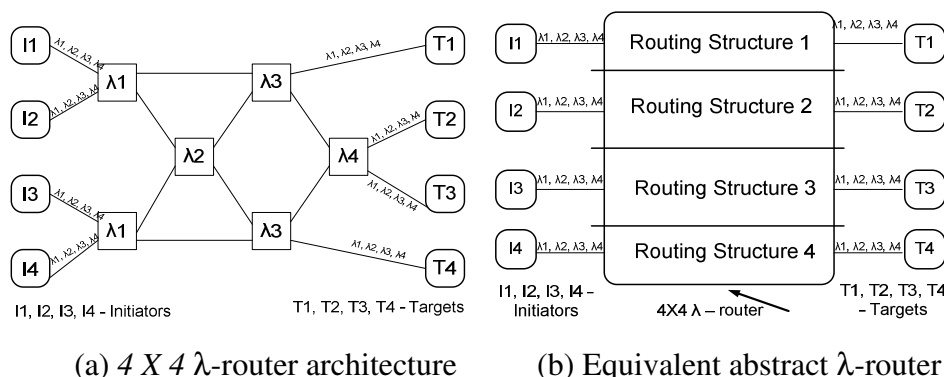 I1
λ1, λ2, λ3, λ4
I2
λ1, λ2, λ3, λ4
I3
λ1, λ2, λ3, λ4
I4
λ1, λ2, λ3, λ4
λ1
λ1
λ2
λ3
λ3
λ4
λ1, λ2, λ3, λ4
T1
λ1, λ2, λ3, λ4
T2
λ1, λ2, λ3, λ4
T3
λ1, λ2, λ3, λ4
T4
I1, I2, I3, I4 - Initiators
T1, T2, T3, T4 - Targets
(a) 4 X 4 λ-router architecture
I1
λ1, λ2, λ3, λ4
Routing Structure 1
λ1, λ2, λ3, λ4
T1
I2
λ1, λ2, λ3, λ4
Routing Structure 2
λ1, λ2, λ3, λ4
T2
I3
λ1, λ2, λ3, λ4
Routing Structure 3
λ1, λ2, λ3, λ4
T3
I4
λ1, λ2, λ3, λ4
Routing Structure 4
λ1, λ2, λ3, λ4
T4
I1, I2, I3, I4 –
Initiators
4X4 λ – router
T1, T2, T3, T4
– Targets
(b) Equivalent abstract λ-router